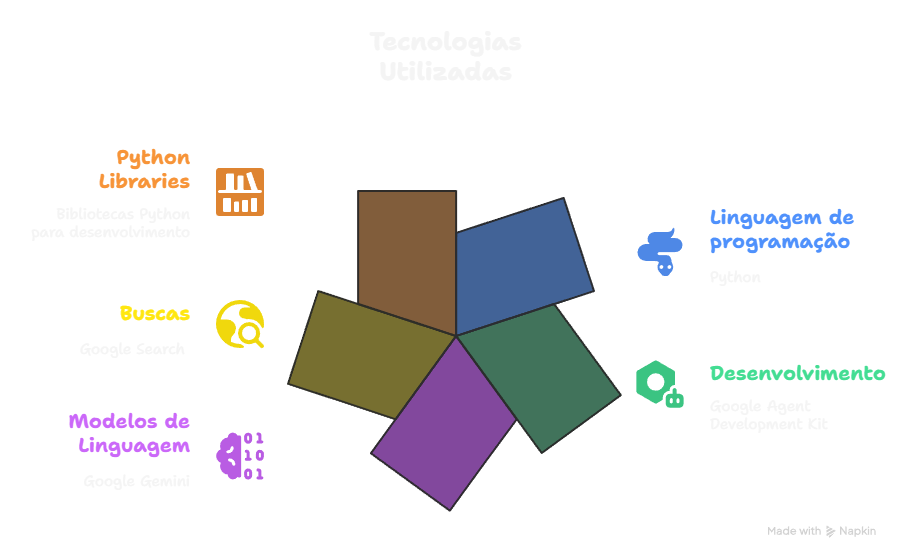 Tecnologias
Utilizadas
Python
Libraries
Bibliotecas Python
para desenvolvimento
Linguagem de
programação
Python
Buscas
Google Search
Desenvolvimento
Google Agent
Development Kit
Modelos de
Linguagem
Google Gemini
01
10
01
Made with Napkin